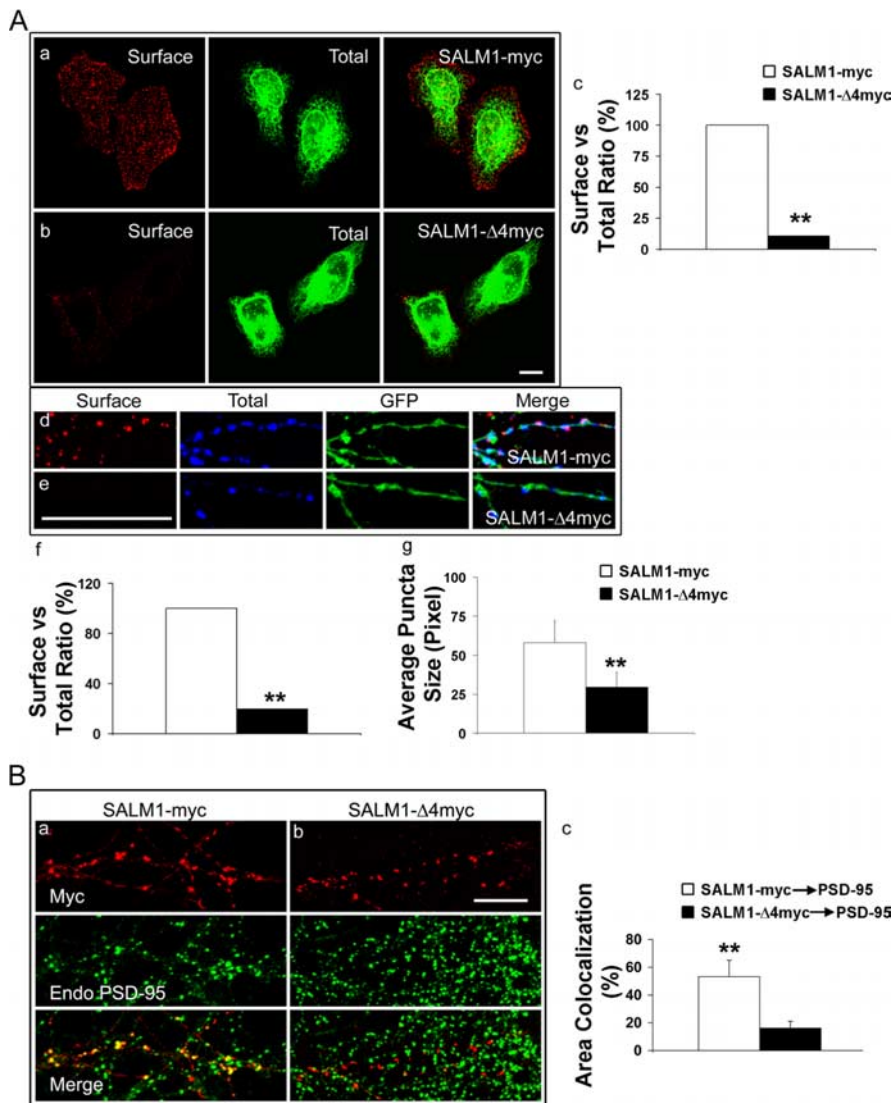 A
a
Surface
Total
SALM1-myc
b
Surface
Total
SALM1-Δ4myc
c
SALM1-myc
SALM1-Δ4myc
Surface vs
Total Ratio (%)
100
75
50
25
0
**
Surface
Total
GFP
Merge
d
SALM1-myc
e
SALM1-Δ4myc
f
Surface vs
Total Ratio (%)
120
80
40
0
**
g
SALM1-myc
SALM1-Δ4myc
Average Puncta
Size (Pixel)
100
75
50
25
0
**
B
SALM1-myc
SALM1-Δ4myc
a
b
Myc
Endo PSD-95
Merge
c
SALM1-myc→PSD-95
SALM1-Δ4myc→PSD-95
Area Colocalization
(%)
80
60
40
20
0
**